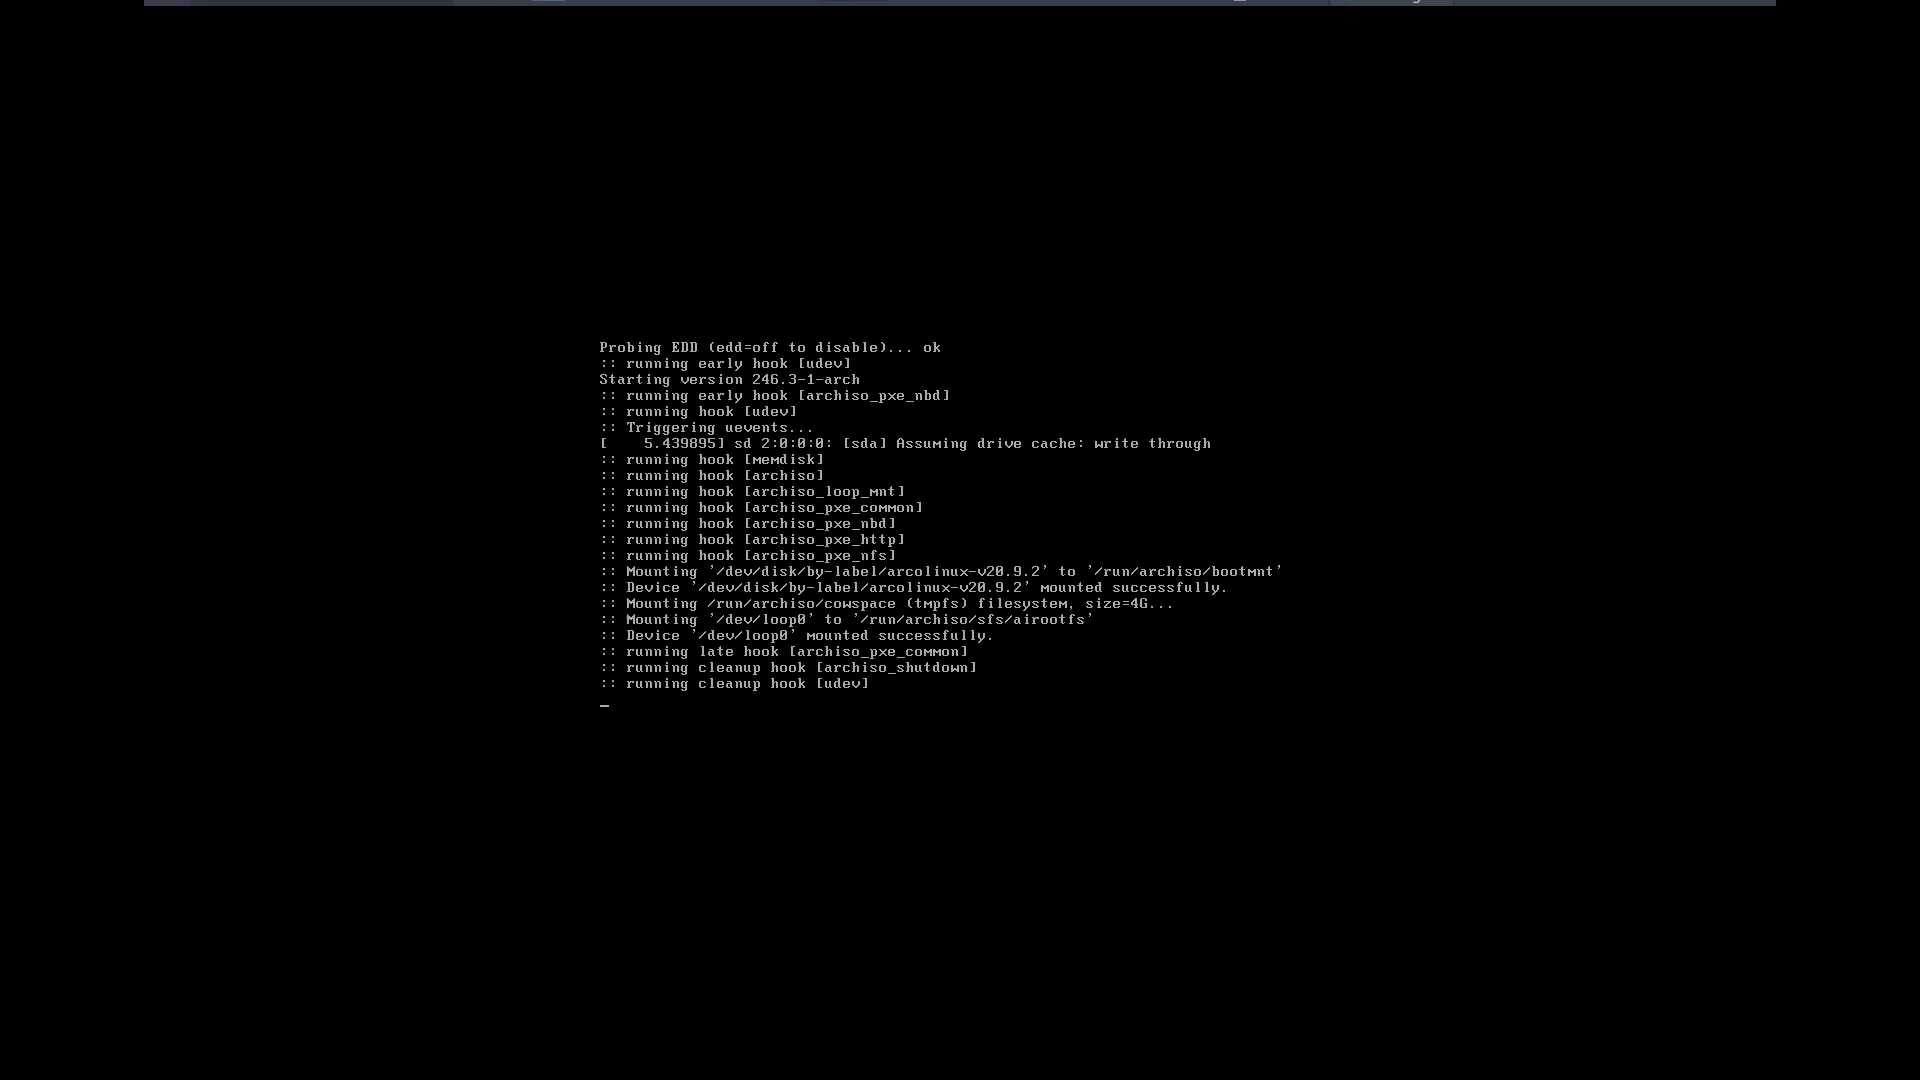 Probing EDD (edd=off to disable)... ok
:: running early hook [udev]
Starting version 246.3-1-arch
:: running early hook [archiso_pxe_nbd]
:: running hook [udev]
:: Triggering uevents...
[    5.439895] sd 2:0:0:0: [sda] Assuming drive cache: write through
:: running hook [memdisk]
:: running hook [archiso]
:: running hook [archiso_loop_mnt]
:: running hook [archiso_pxe_common]
:: running hook [archiso_pxe_nbd]
:: running hook [archiso_pxe_http]
:: running hook [archiso_pxe_nfs]
:: Mounting '/dev/disk/by-label/arcolinux-v20.9.2' to '/run/archiso/bootmnt'
:: Device '/dev/disk/by-label/arcolinux-v20.9.2' mounted successfully.
:: Mounting /run/archiso/cowspace (tmpfs) filesystem, size=4G...
:: Mounting '/dev/loop0' to '/run/archiso/sfs/airootfs'
:: Device '/dev/loop0' mounted successfully.
:: running late hook [archiso_pxe_common]
:: running cleanup hook [archiso_shutdown]
:: running cleanup hook [udev]